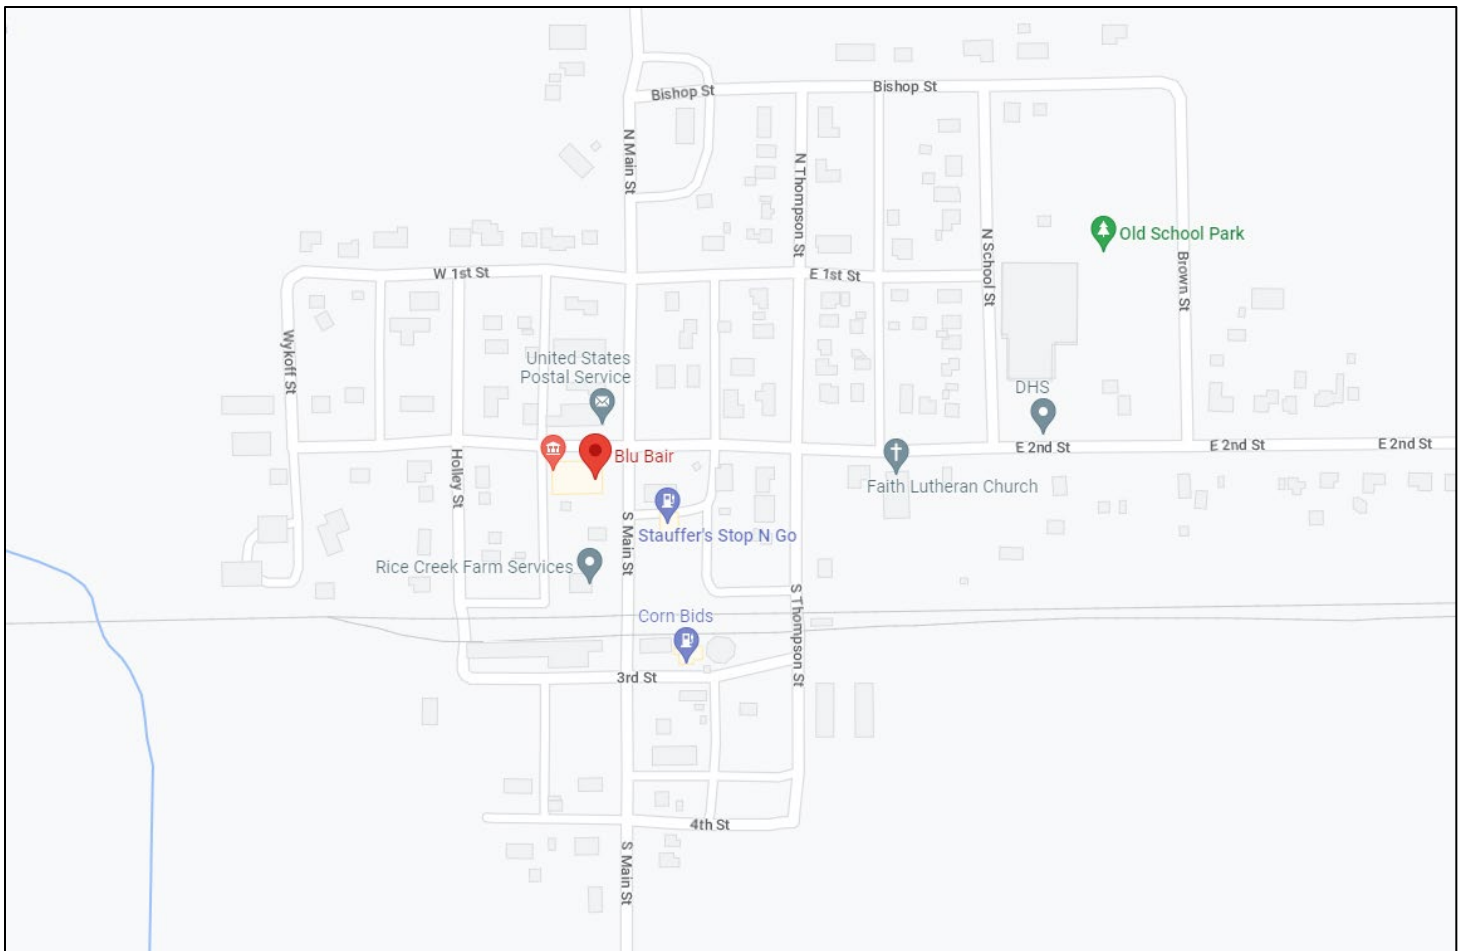 Bishop St
Bishop St
N Main St
N Thompson St
N School St
Old School Park
Brown St
W 1st St
E 1st St
Wykoff St
United States
Postal Service
DHS
Blu Bair
E 2nd St
E 2nd St
E 2nd St
Holley St
Faith Lutheran Church
S Main St
Stauffer's Stop N Go
Rice Creek Farm Services
S Thompson St
Corn Bids
3rd St
4th St
S Main St